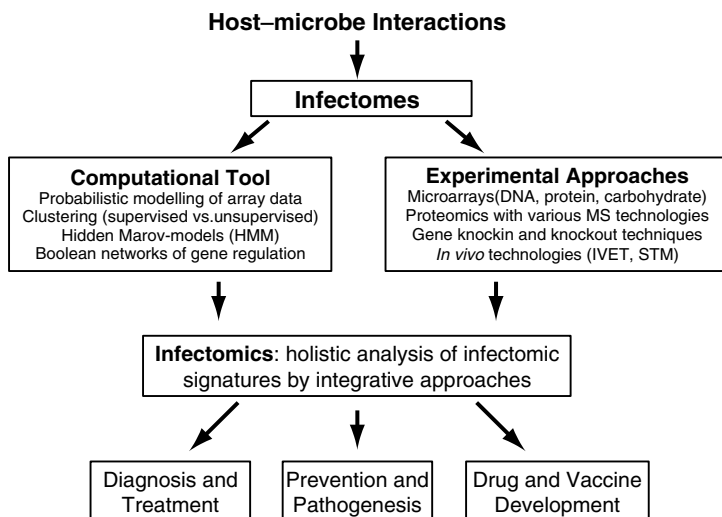 Host–microbe Interactions
Infectomes
Computational Tool
Probabilistic modelling of array data
Clustering (supervised vs.unsupervised)
Hidden Marov-models (HMM)
Boolean networks of gene regulation
Experimental Approaches
Microarrays(DNA, protein, carbohydrate)
Proteomics with various MS technologies
Gene knockin and knockout techniques
In vivo technologies (IVET, STM)
Infectomics: holistic analysis of infectomic
signatures by integrative approaches
Diagnosis and
Treatment
Prevention and
Pathogenesis
Drug and Vaccine
Development